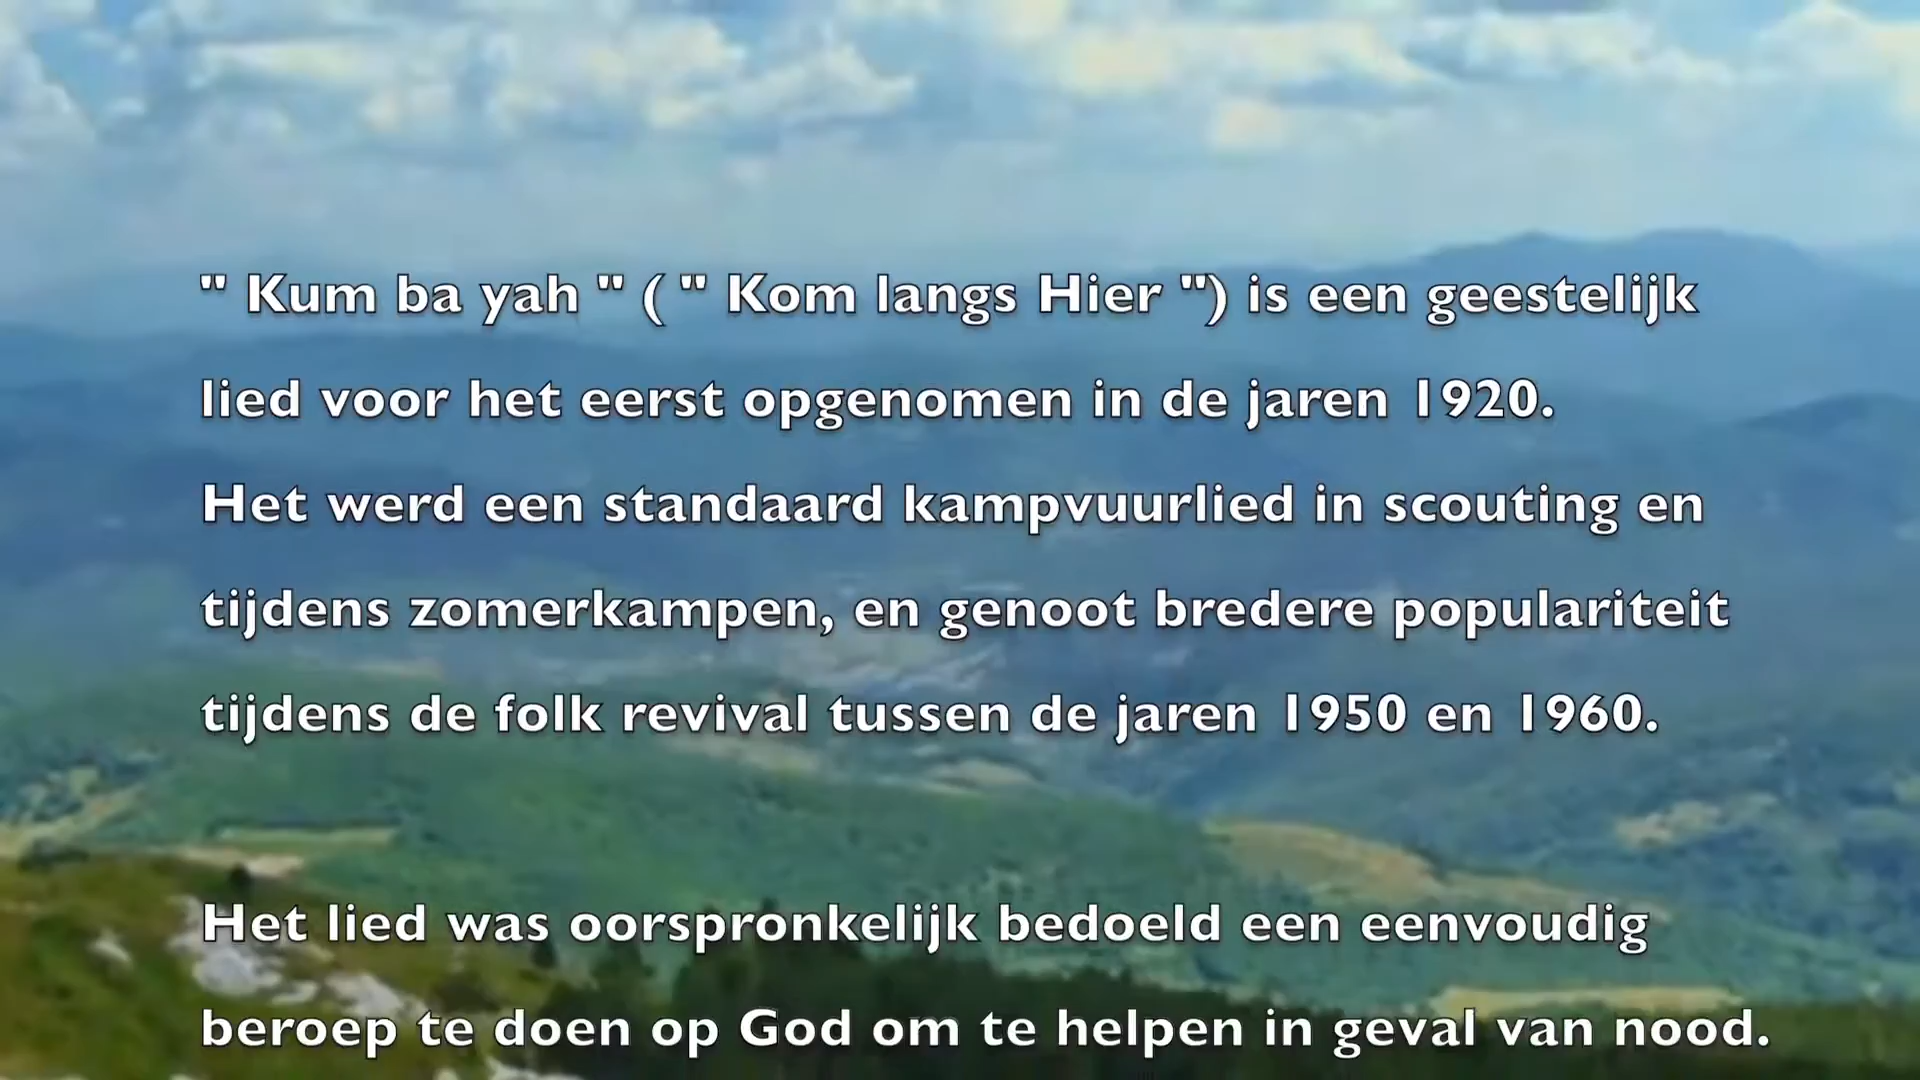 " Kum ba yah " ( " Kom langs Hier ") is een geestelijk
lied voor het eerst opgenomen in de jaren 1920.
Het werd een standaard kampvuurlied in scouting en
tijdens zomerkampen, en genoot bredere populariteit
tijdens de folk revival tussen de jaren 1950 en 1960.
Het lied was oorspronkelijk bedoeld een eenvoudig
beroep te doen op God om te helpen in geval van nood.